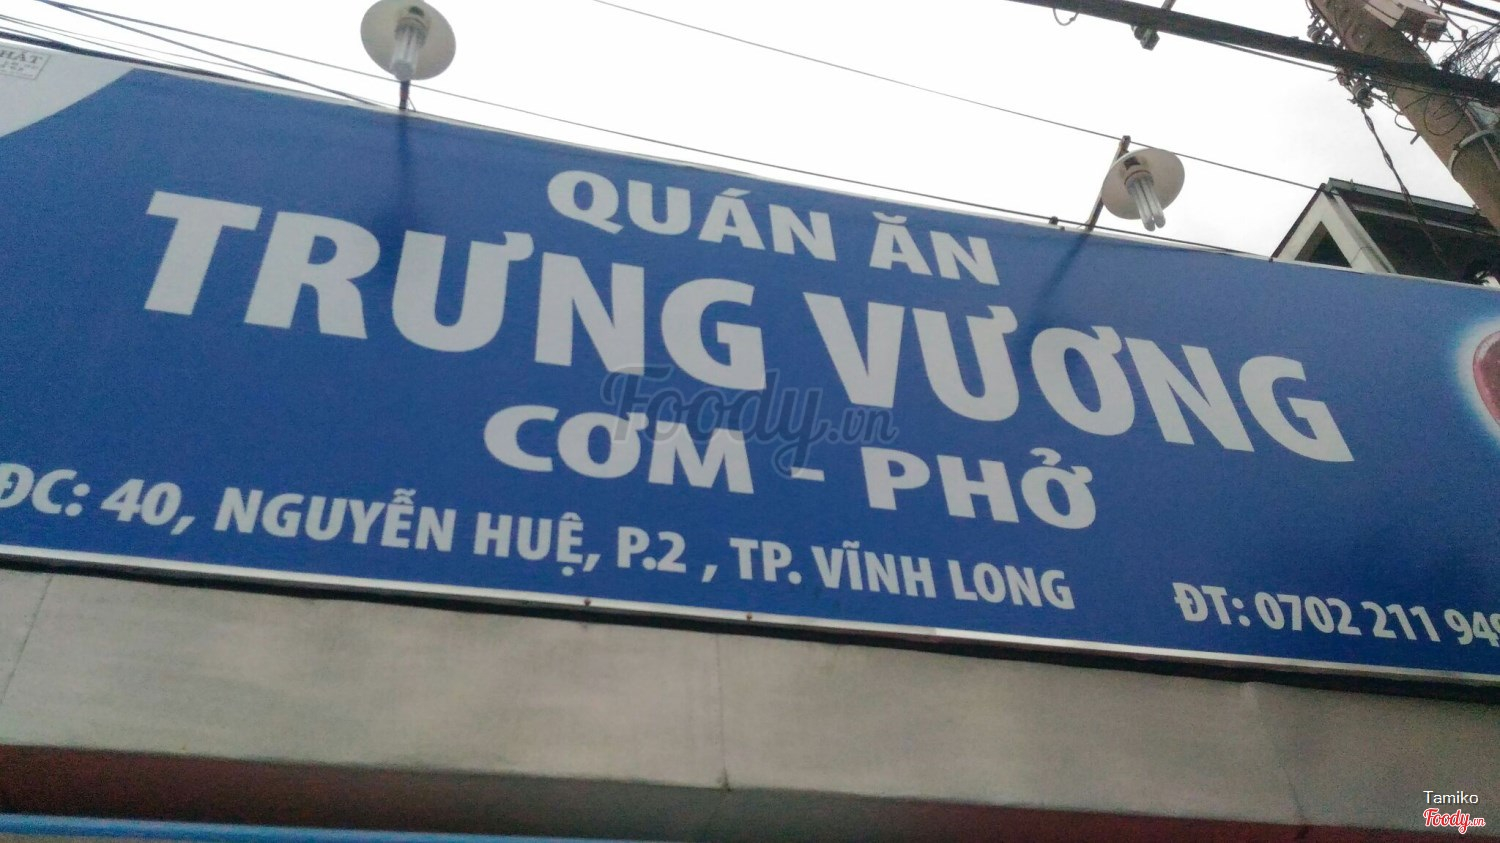 QUÁN ĂN
TRƯNG VƯƠNG
CƠM - PHỞ
ĐC: 40, NGUYỄN HUỆ, P.2 , TP. VĨNH LONG
ĐT: 0702 211 94
Foody.vn
Tamiko
Foody.vn